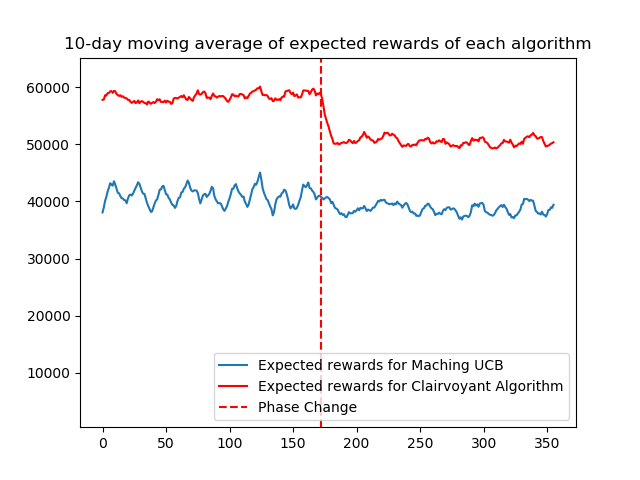 10-day moving average of expected rewards of each algorithm
60000
50000
40000
30000
20000
10000
Expected rewards for Maching UCB
Expected rewards for Clairvoyant Algorithm
Phase Change
0 50 100 150 200 250 300 350